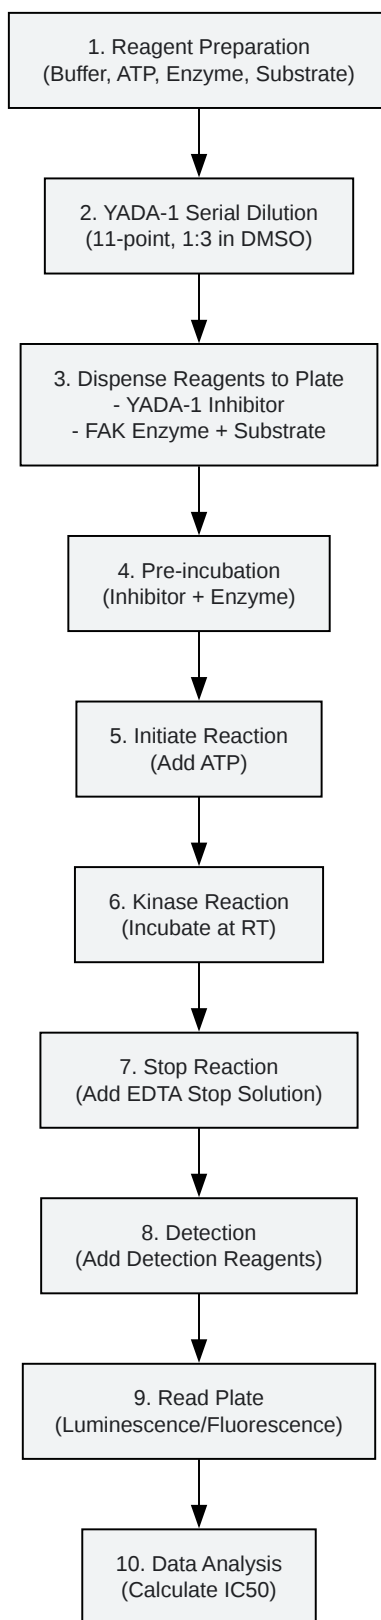 1. Reagent Preparation
(Buffer, ATP, Enzyme, Substrate)
2. YADA-1 Serial Dilution
(11-point, 1:3 in DMSO)
3. Dispense Reagents to Plate
- YADA-1 Inhibitor
- FAK Enzyme + Substrate
4. Pre-incubation
(Inhibitor + Enzyme)
5. Initiate Reaction
(Add ATP)
6. Kinase Reaction
(Incubate at RT)
7. Stop Reaction
(Add EDTA Stop Solution)
8. Detection
(Add Detection Reagents)
9. Read Plate
(Luminescence/Fluorescence)
10. Data Analysis
(Calculate IC50)